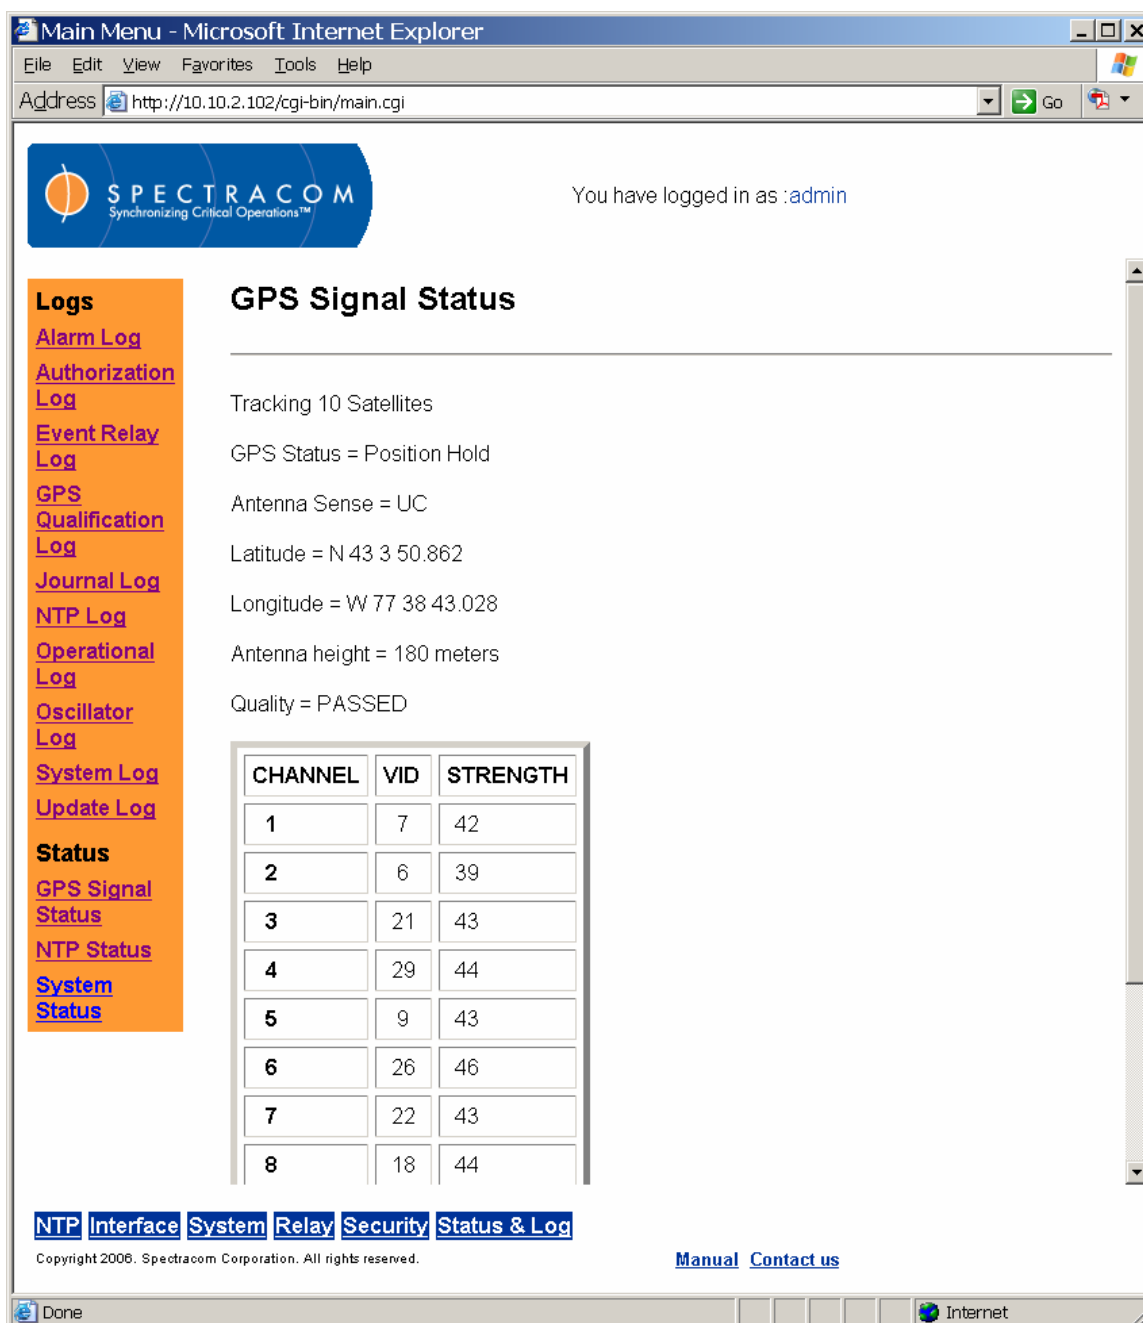 Main Menu - Microsoft Internet Explorer
File Edit View Favorites Tools Help
Address http://10.10.2.102/cgi-bin/main.cgi Go
SPECTRACOM
Synchronizing Critical Operations™
You have logged in as :admin
Logs
Alarm Log
Authorization
Log
Event Relay
Log
GPS
Qualification
Log
Journal Log
NTP Log
Operational
Log
Oscillator
Log
System Log
Update Log
Status
GPS Signal
Status
NTP Status
System
Status
GPS Signal Status
Tracking 10 Satellites
GPS Status = Position Hold
Antenna Sense = UC
Latitude = N 43 3 50.862
Longitude = W 77 38 43.028
Antenna height = 180 meters
Quality = PASSED
CHANNEL VID STRENGTH
1 7 42
2 6 39
3 21 43
4 29 44
5 9 43
6 26 46
7 22 43
8 18 44
NTP Interface System Relay Security Status & Log
Copyright 2006. Spectracom Corporation. All rights reserved.
Manual Contact us
Done Internet